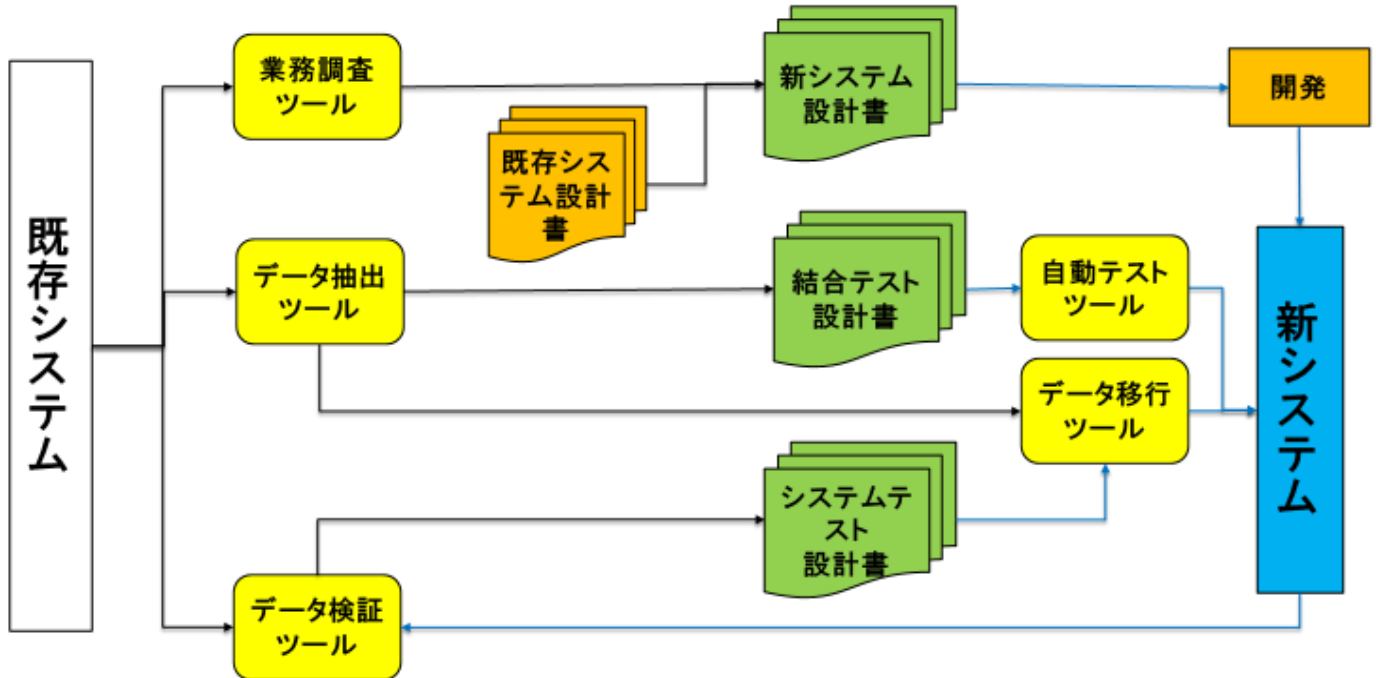 既存システム
業務調査
ツール
既存シス
テム設計
書
新システム
設計書
開発
データ抽出
ツール
結合テスト
設計書
自動テスト
ツール
データ移行
ツール
新システム
システムテ
スト
設計書
データ検証
ツール